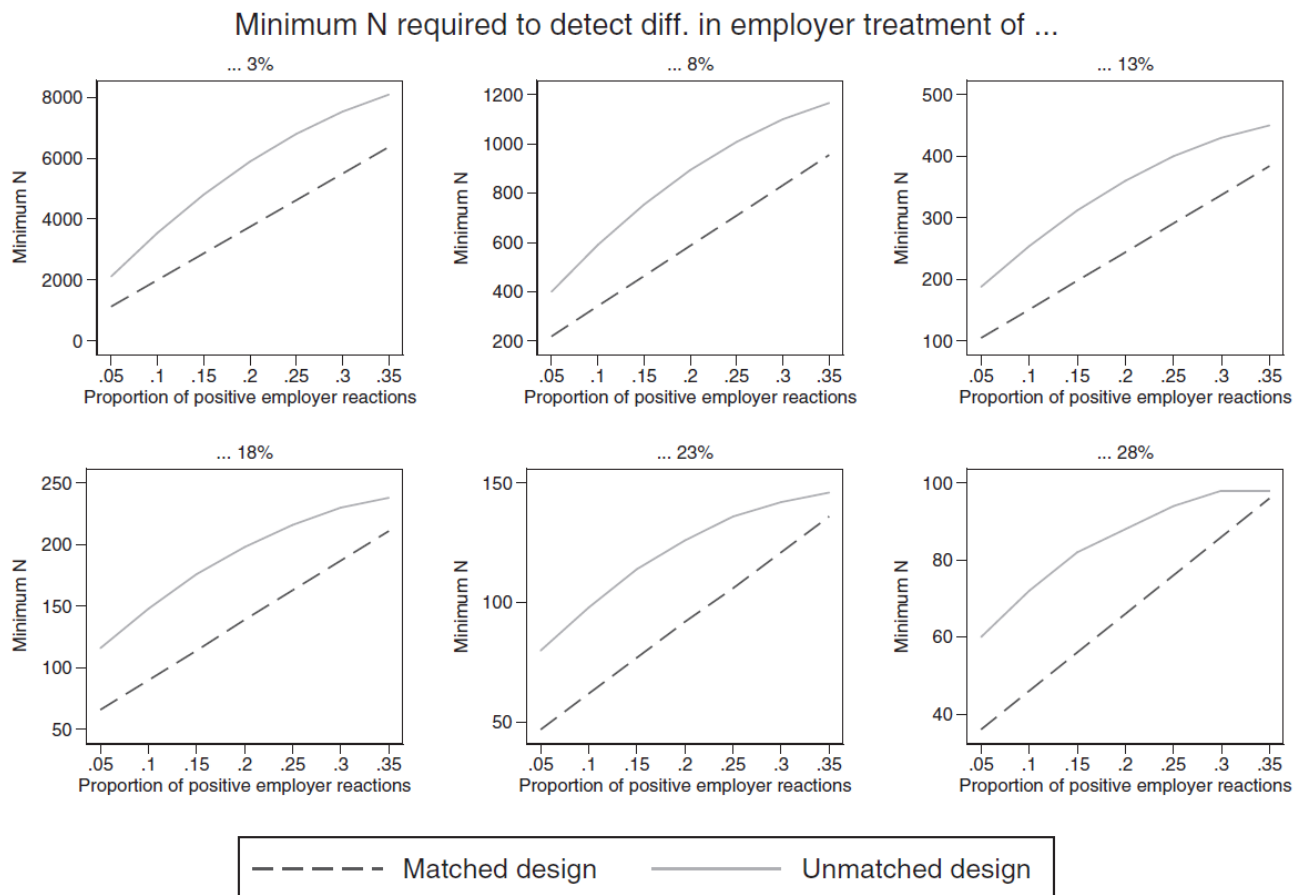 Minimum N required to detect diff. in employer treatment of ...
... 3%
Minimum N
8000
6000
4000
2000
0
.05 .1 .15 .2 .25 .3 .35
Proportion of positive employer reactions
... 8%
Minimum N
1200
1000
800
600
400
200
.05 .1 .15 .2 .25 .3 .35
Proportion of positive employer reactions
... 13%
Minimum N
500
400
300
200
100
.05 .1 .15 .2 .25 .3 .35
Proportion of positive employer reactions
... 18%
Minimum N
250
200
150
100
50
.05 .1 .15 .2 .25 .3 .35
Proportion of positive employer reactions
... 23%
Minimum N
150
100
50
.05 .1 .15 .2 .25 .3 .35
Proportion of positive employer reactions
... 28%
Minimum N
100
80
60
40
.05 .1 .15 .2 .25 .3 .35
Proportion of positive employer reactions
Matched design Unmatched design